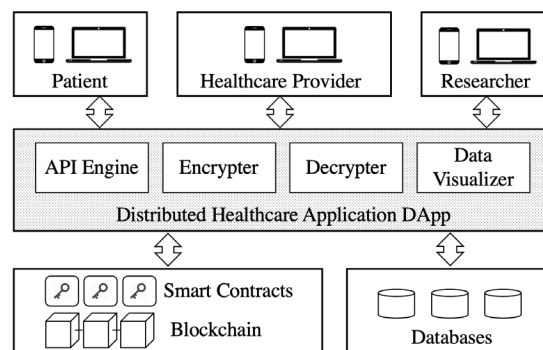 Patient
Healthcare Provider
Researcher
API Engine
Encrypter
Decrypter
Data
Visualizer
Distributed Healthcare Application DApp
Smart Contracts
Blockchain
Databases